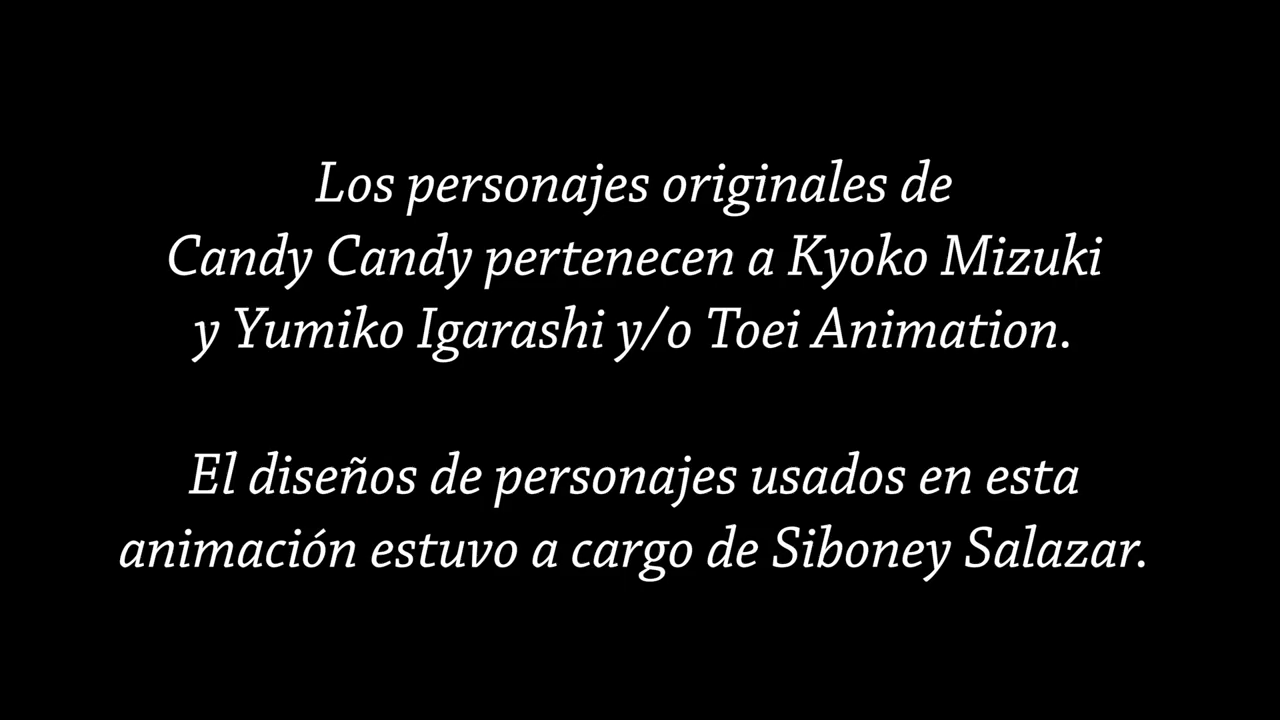 Los personajes originales de
Candy Candy pertenecen a Kyoko Mizuki
y Yumiko Igarashi y/o Toei Animation.
El diseños de personajes usados en esta
animación estuvo a cargo de Siboney Salazar.